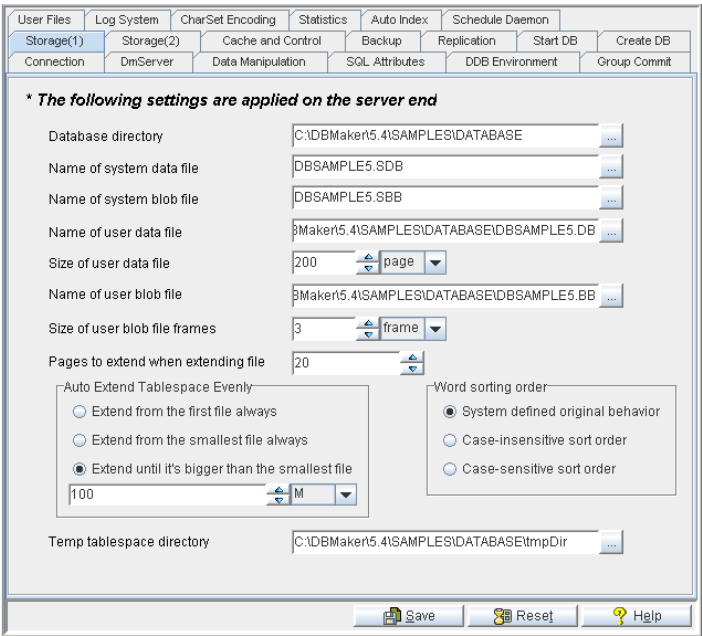 User Files Log System CharSet Encoding Statistics Auto Index Schedule Daemon
Storage(1) Storage(2) Cache and Control Backup Replication Start DB Create DB
Connection DmServer Data Manipulation SQL Attributes DDB Environment Group Commit
* The following settings are applied on the server end
Database directory C:\DBMaker\5.4\SAMPLES\DATABASE ...
Name of system data file DBSAMPLE5.SDB ...
Name of system blob file DBSAMPLE5.SBB ...
Name of user data file BMaker\5.4\SAMPLES\DATABASE\DBSAMPLE5.DB ...
Size of user data file 200 page
Name of user blob file BMaker\5.4\SAMPLES\DATABASE\DBSAMPLE5.BB ...
Size of user blob file frames 3 frame
Pages to extend when extending file 20
Auto Extend Tablespace Evenly Word sorting order
Extend from the first file always System defined original behavior
Extend from the smallest file always Case-insensitive sort order
Extend until it's bigger than the smallest file Case-sensitive sort order
100 M
Temp tablespace directory C:\DBMaker\5.4\SAMPLES\DATABASE\tmpDir ...
Save Reset Help